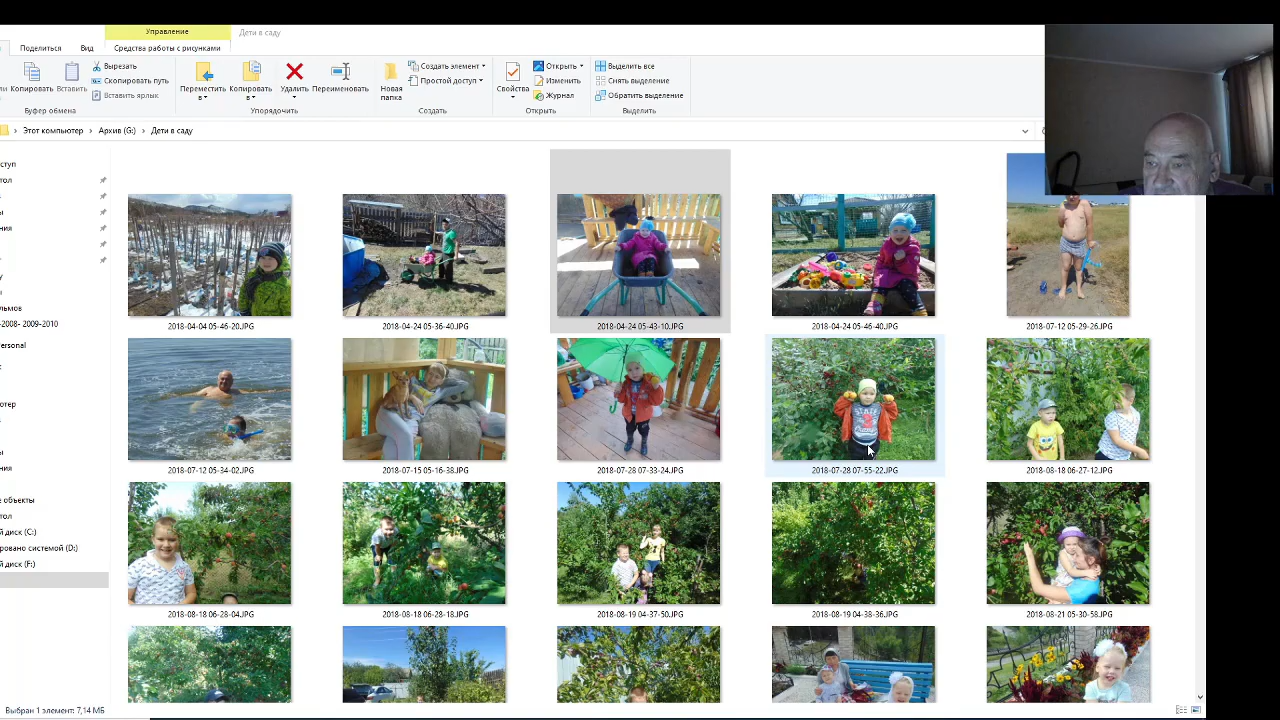 Управление
Дети в саду
Поделиться
Вид
Средства работы с рисунками
Копировать
Вставить
Вырезать
Скопировать путь
Вставить ярлык
Буфер обмена
Переместить в
Копировать в
Удалить
Переименовать
Упорядочить
Новая папка
Создать элемент
Простой доступ
Создать
Свойства
Открыть
Изменить
Журнал
Открыть
Выделить все
Снять выделение
Обратить выделение
Выделить
Этот компьютер
Архив (G:)
Дети в саду
-2008- 2009-2010
ersonal
й диск (C:)
ровано системой (D:)
й диск (F:)
2018-04-04 05-46-20.JPG
2018-04-24 05-36-40.JPG
2018-04-24 05-43-10.JPG
2018-04-24 05-46-40.JPG
2018-07-12 05-29-26.JPG
2018-07-12 05-34-02.JPG
2018-07-15 05-16-38.JPG
2018-07-28 07-33-24.JPG
2018-07-28 07-55-22.JPG
2018-08-18 06-27-12.JPG
2018-08-18 06-28-04.JPG
2018-08-18 06-28-18.JPG
2018-08-19 04-37-50.JPG
2018-08-19 04-38-36.JPG
2018-08-21 05-30-58.JPG
Выбран 1 элемент: 7,14 МБ